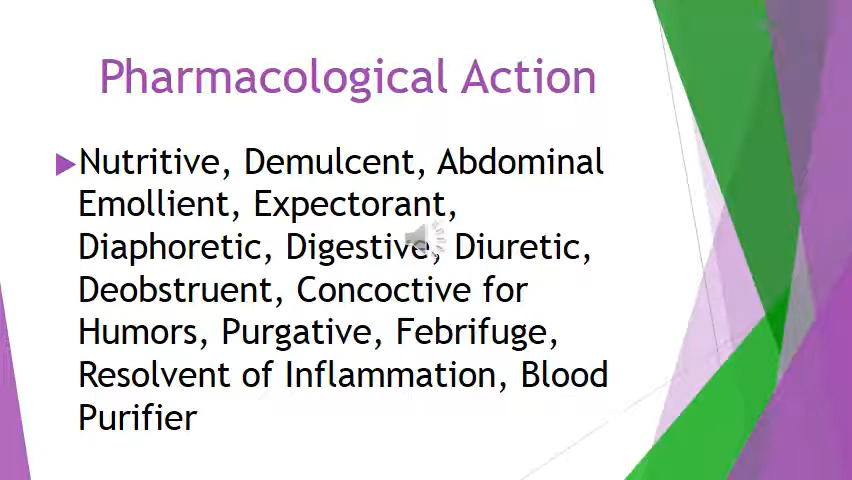 Pharmacological Action
Nutritive, Demulcent, Abdominal
Emollient, Expectorant,
Diaphoretic, Digestive, Diuretic,
Deobstruent, Concoctive for
Humors, Purgative, Febrifuge,
Resolvent of Inflammation, Blood
Purifier